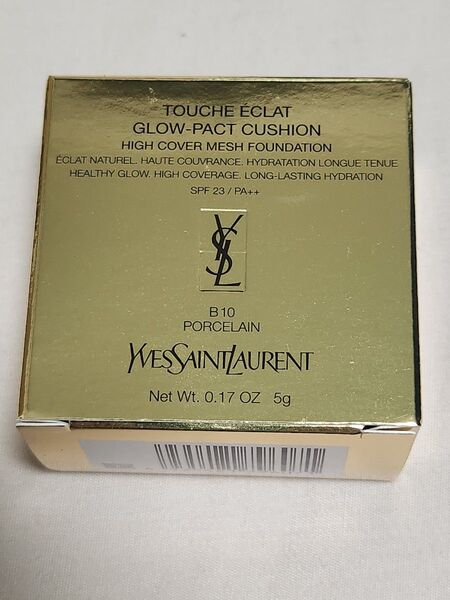 TOUCHE ÉCLAT
GLOW-PACT CUSHION
HIGH COVER MESH FOUNDATION
ÉCLAT NATUREL. HAUTE COUVRANCE. HYDRATATION LONGUE TENUE
HEALTHY GLOW. HIGH COVERAGE. LONG-LASTING HYDRATION
SPF 23 / PA++
YSL
B 10
PORCELAIN
YVESSAINTLAURENT
Net Wt. 0.17 OZ 5g